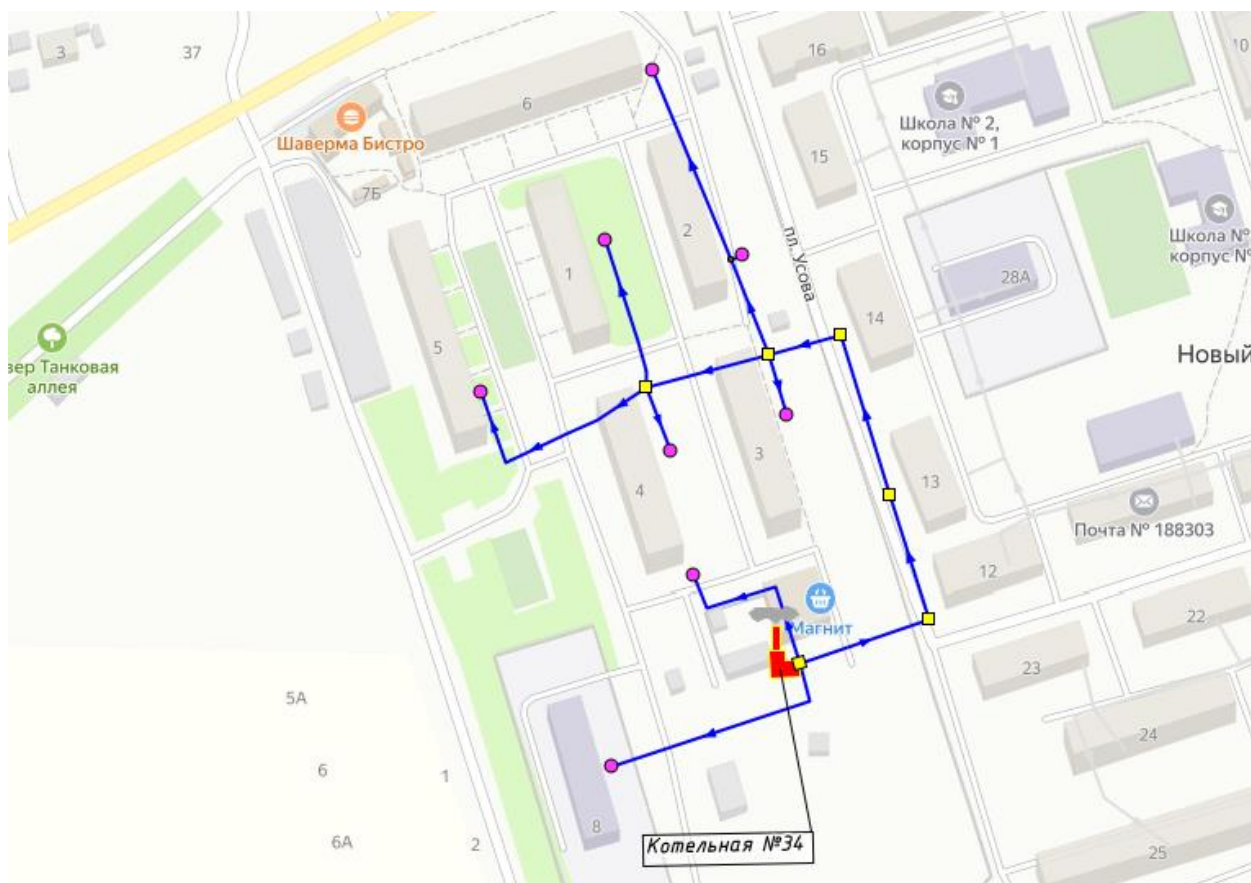 3
37
16
10
6
Школа № 2,
корпус № 1
Шаверма Бистро
15
7Б
2
Школа №
корпус №
пл. Усова
1
28А
14
5
вер Танковая
аллея
Новый
3
13
4
Почта № 188303
12
22
Магнит
23
5А
24
6
1
8
6А
2
Котельная №34
25